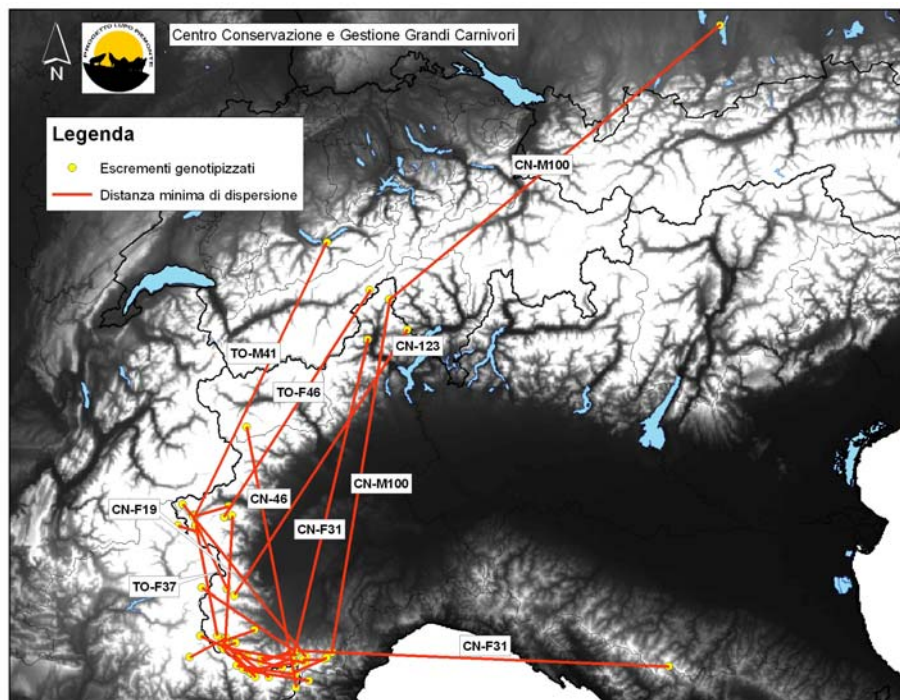 PROGETTO LUPO PIEMONTE
N
Centro Conservazione e Gestione Grandi Carnivori
Legenda
Escrementi genotipizzati
Distanza minima di dispersione
CN-M100
TO-M41
CN-123
TO-F46
CN-46
CN-M100
CN-F19
CN-F31
TO-F37
CN-F31